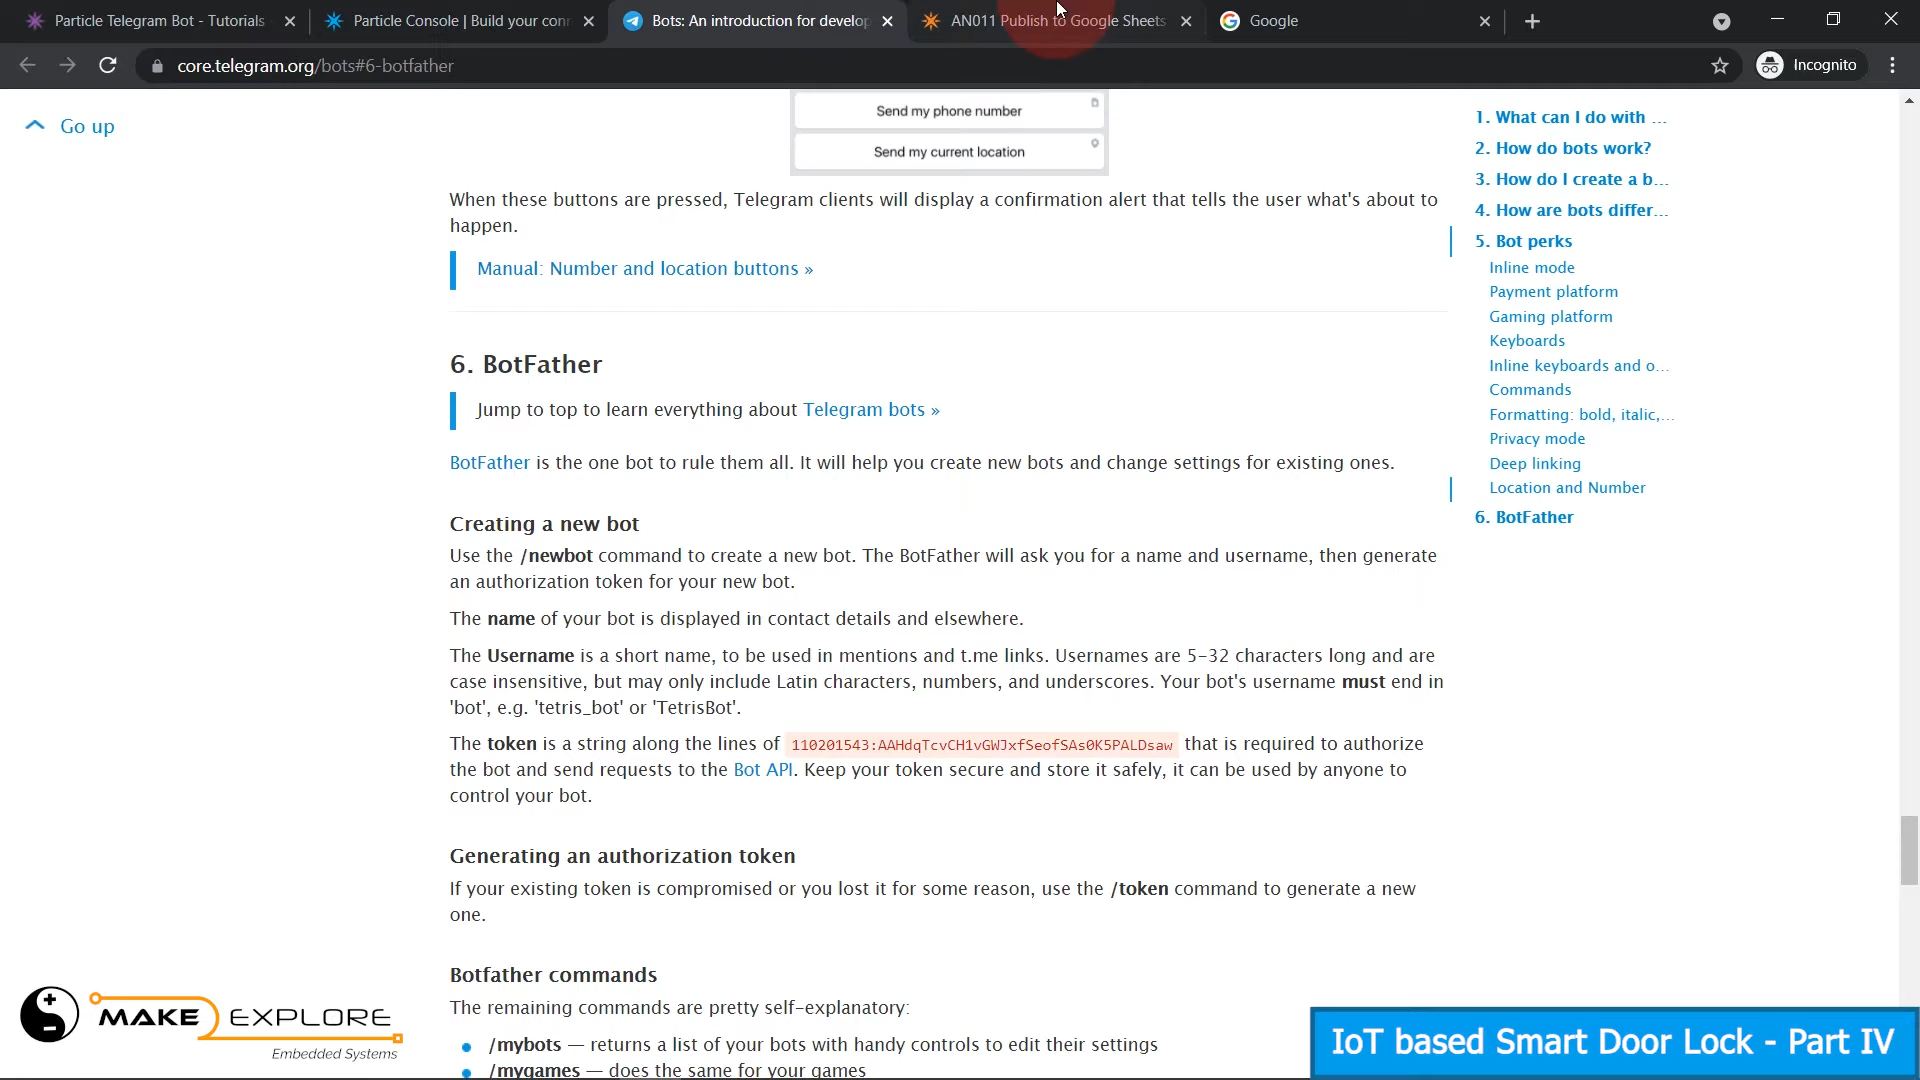 Particle Telegram Bot - Tutorials
Particle Console | Build your conn
Bots: An introduction for develop
AN011 Publish to Google Sheets
Google
core.telegram.org/bots#6-botfather
Incognito
Go up
Send my phone number
Send my current location
When these buttons are pressed, Telegram clients will display a confirmation alert that tells the user what's about to
happen.
Manual: Number and location buttons »
6. BotFather
Jump to top to learn everything about Telegram bots »
BotFather is the one bot to rule them all. It will help you create new bots and change settings for existing ones.
Creating a new bot
Use the /newbot command to create a new bot. The BotFather will ask you for a name and username, then generate
an authorization token for your new bot.
The name of your bot is displayed in contact details and elsewhere.
The Username is a short name, to be used in mentions and t.me links. Usernames are 5-32 characters long and are
case insensitive, but may only include Latin characters, numbers, and underscores. Your bot's username must end in
'bot', e.g. 'tetris_bot' or 'TetrisBot'.
The token is a string along the lines of 110201543:AAHdqTcvCH1vGWJxfSeofSAs0K5PALDsaw that is required to authorize
the bot and send requests to the Bot API. Keep your token secure and store it safely, it can be used by anyone to
control your bot.
Generating an authorization token
If your existing token is compromised or you lost it for some reason, use the /token command to generate a new
one.
Botfather commands
The remaining commands are pretty self-explanatory:
/mybots — returns a list of your bots with handy controls to edit their settings
/mygames — does the same for your games
1. What can I do with ...
2. How do bots work?
3. How do I create a b...
4. How are bots differ...
5. Bot perks
Inline mode
Payment platform
Gaming platform
Keyboards
Inline keyboards and o...
Commands
Formatting: bold, italic,...
Privacy mode
Deep linking
Location and Number
6. BotFather
MAKE EXPLORE
Embedded Systems
IoT based Smart Door Lock - Part IV